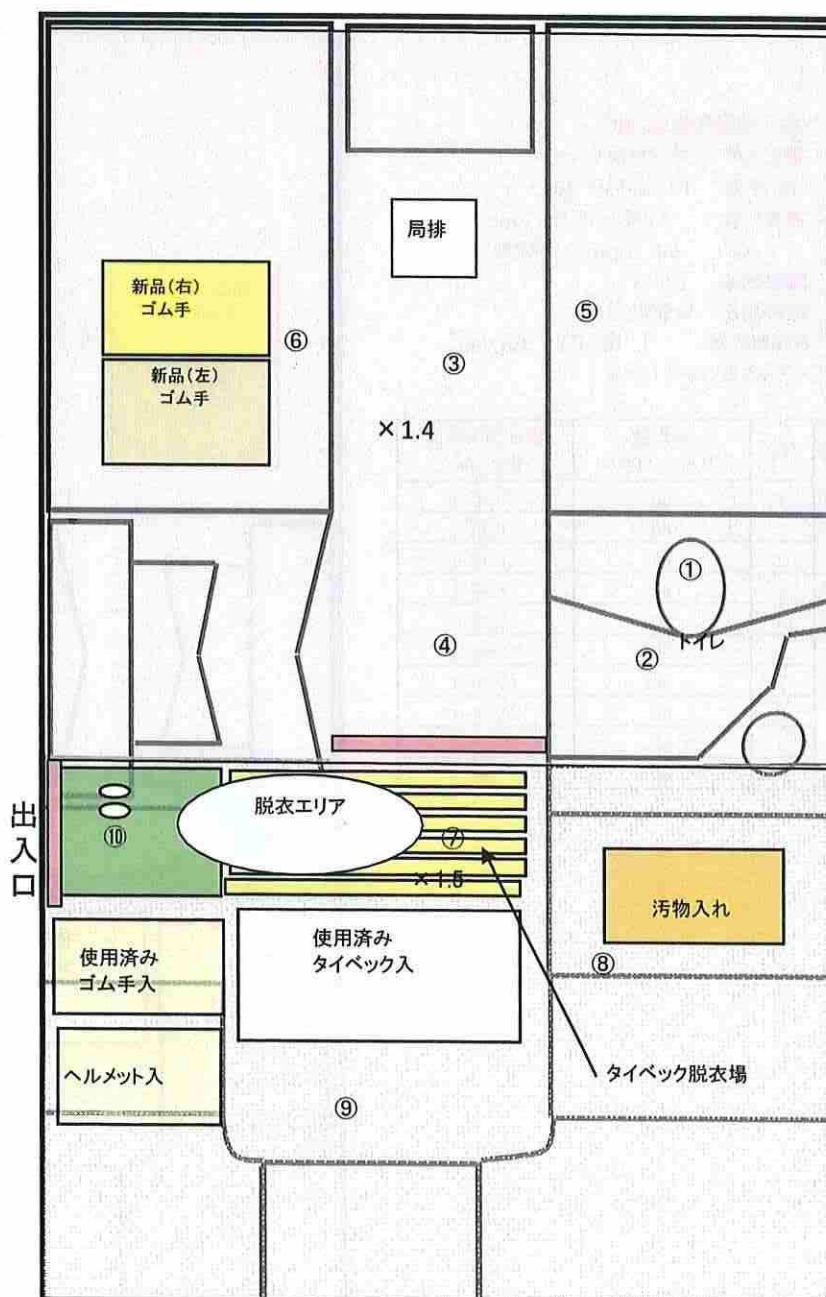 局排
新品(右)
ゴム手
⑥
⑤
③
新品(左)
ゴム手
×1.4
①
④
②
トイレ
出入口
脱衣エリア
⑩
⑦
×1.5
汚物入れ
使用済み
ゴム手入
使用済み
タイベック入
⑧
ヘルメット入
タイベック脱衣場
⑨